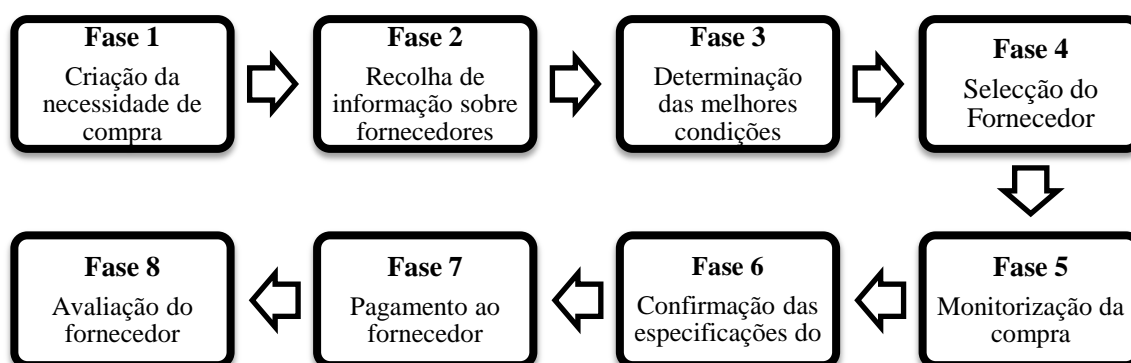 Fase 1
Criação da
necessidade de
compra
Fase 2
Recolha de
informação sobre
fornecedores
Fase 3
Determinação
das melhores
condições
Fase 4
Selecção do
Fornecedor
Fase 5
Monitorização da
compra
Fase 6
Confirmação das
especificações do
Fase 7
Pagamento ao
fornecedor
Fase 8
Avaliação do
fornecedor